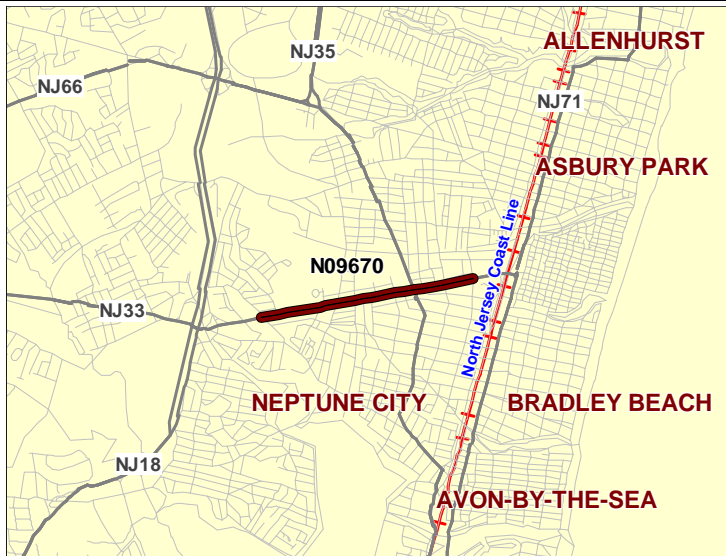 ALLENHURST
NJ35
NJ66
NJ71
ASBURY PARK
North Jersey Coast Line
N09670
NJ33
NEPTUNE CITY
BRADLEY BEACH
NJ18
AVON-BY-THE-SEA